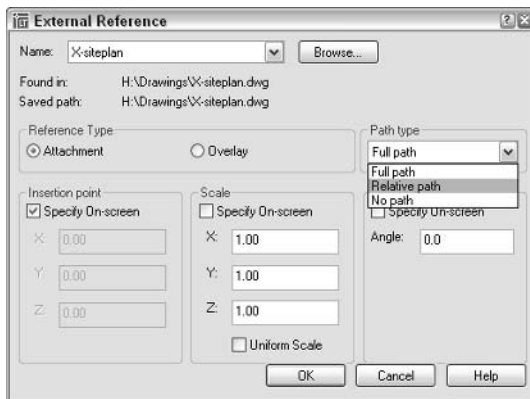 External Reference
Name: X-siteplan Browse...
Found in: H:\Drawings\X-siteplan.dwg
Saved path: H:\Drawings\X-siteplan.dwg
Reference Type
Attachment Overlay
Path type
Full path
Full path
Relative path
No path
Insertion point
Specify On-screen
X: 0.00
Y: 0.00
Z: 0.00
Scale
Specify On-screen
X: 1.00
Y: 1.00
Z: 1.00
Uniform Scale
Specify On-screen
Angle: 0.0
OK Cancel Help